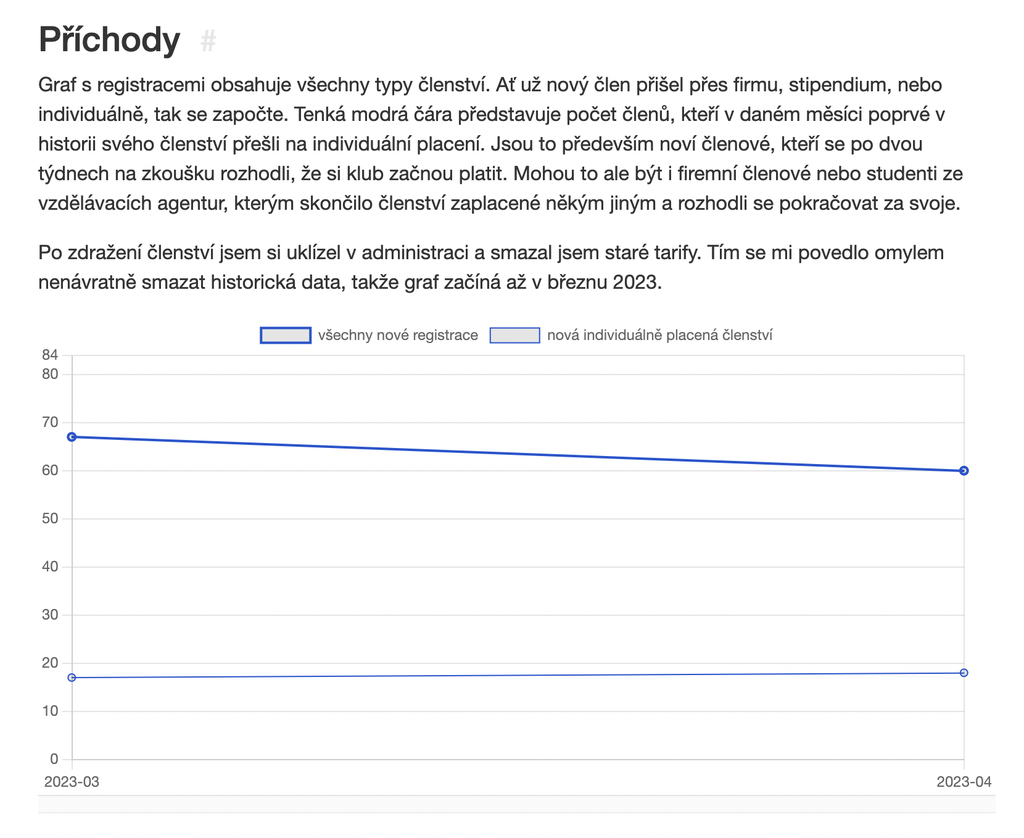 Příchody #
Graf s registracemi obsahuje všechny typy členství. Ať už nový člen přišel přes firmu, stipendium, nebo
individuálně, tak se započte. Tenká modrá čára představuje počet členů, kteří v daném měsíci poprvé v
historii svého členství přešli na individuální placení. Jsou to především noví členové, kteří se po dvou
týdnech na zkoušku rozhodli, že si klub začnou platit. Mohou to ale být i firemní členové nebo studenti ze
vzdělávacích agentur, kterým skončilo členství zaplacené někým jiným a rozhodli se pokračovat za svoje.
Po zdražení členství jsem si uklízel v administraci a smazal jsem staré tarify. Tím se mi povedlo omylem
nenávratně smazat historická data, takže graf začíná až v březnu 2023.
všechny nové registrace nová individuálně placená členství
84
80
70
60
50
40
30
20
10
0
2023-03 2023-04